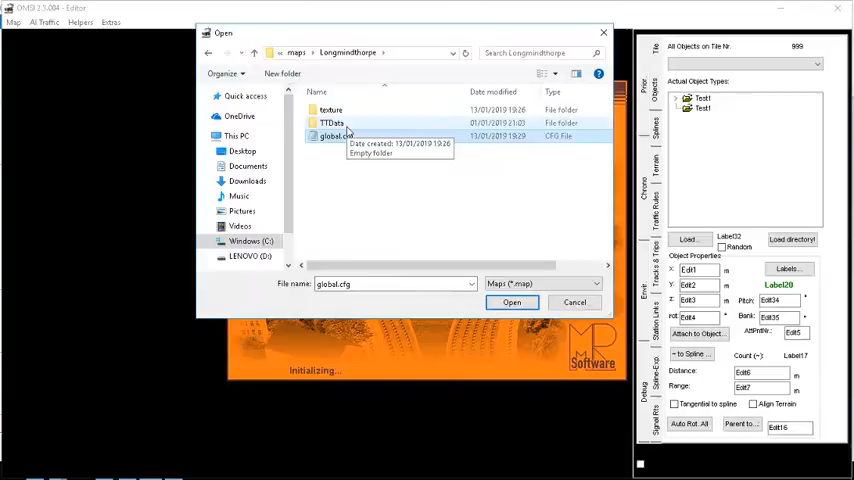 OMSI 2.3.004 - Editor
Map AI Traffic Helpers
Open
maps › Longmindthorpe ›
Search Longmindthorpe
Organize
New folder
Name
Date modified
Type
Quick access
OneDrive
This PC
Desktop
Documents
Downloads
Music
Pictures
Videos
Windows (C:)
LENOVO (D:)
texture 13/01/2019 19:26 File folder
TTData 01/01/2019 21:03 File folder
global.cfg 13/01/2019 19:29 CFG File
Date created: 13/01/2019 19:26
Empty folder
File name: global.cfg
Maps (*.map)
Open
Cancel
Initializing...
MR
Software
Tile
Objects
Prior.
Splines
Terrain
Chrono
Traffic Rules
Tracks & Trips
Envir.
Station Links
Spline-Exp.
Debug
Signal Rts
All Objects on Tile Nr. 999
Actual Object Types:
Test1
Test1
Load...
Label32
Random
Load directory!
Object Properties
x: Edit1 m
Labels...
y: Edit2 m
Label20
z: Edit3 m
Pitch: Edit34 °
rot: Edit4 °
Bank: Edit35 °
Attach to Object...
AttPntNr.: Edit5
~ to Spline ...
Count (~): Label17
Distance: Edit6 m
Range: Edit7 m
Tangential to spline
Align Terrain
Auto Rot. All
Parent to...:
Edit16